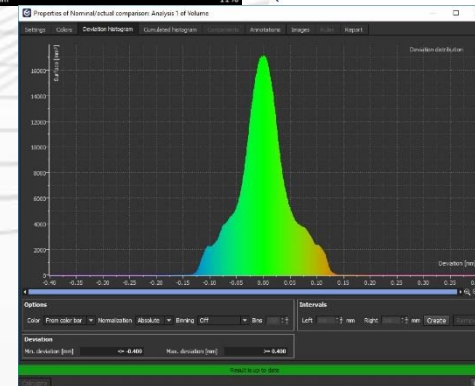 11%
Properties of Nominal/actual comparison: Analysis 1 of Volume
Settings Colors Deviation histogram Cumulated histogram Components Annotations Images Rules Report
Deviation distribution
Surface [mm²]
16000
14000
12000
10000
8000
6000
4000
2000
0
Deviation [mm]
-0.40 -0.35 -0.30 -0.25 -0.20 -0.15 -0.10 -0.05 0.00 0.05 0.10 0.15 0.20 0.25 0.30 0.35
Options
Color From color bar Normalization Absolute Binning Off Bins
Intervals
Left mm Right mm Create
Deviation
Min. deviation [mm] <= -0.400 Max. deviation [mm] >= 0.400
Result is up to date